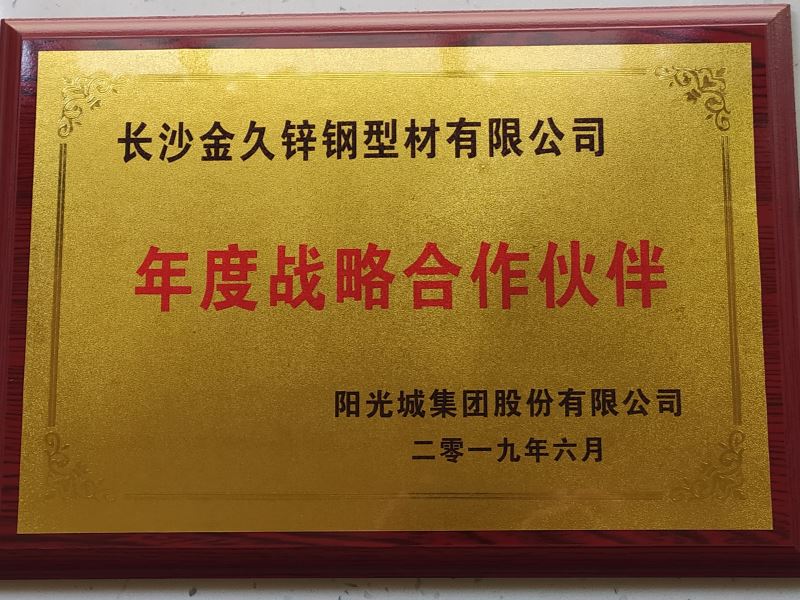 长沙金久锌钢型材有限公司
年度战略合作伙伴
阳光城集团股份有限公司
二零一九年六月